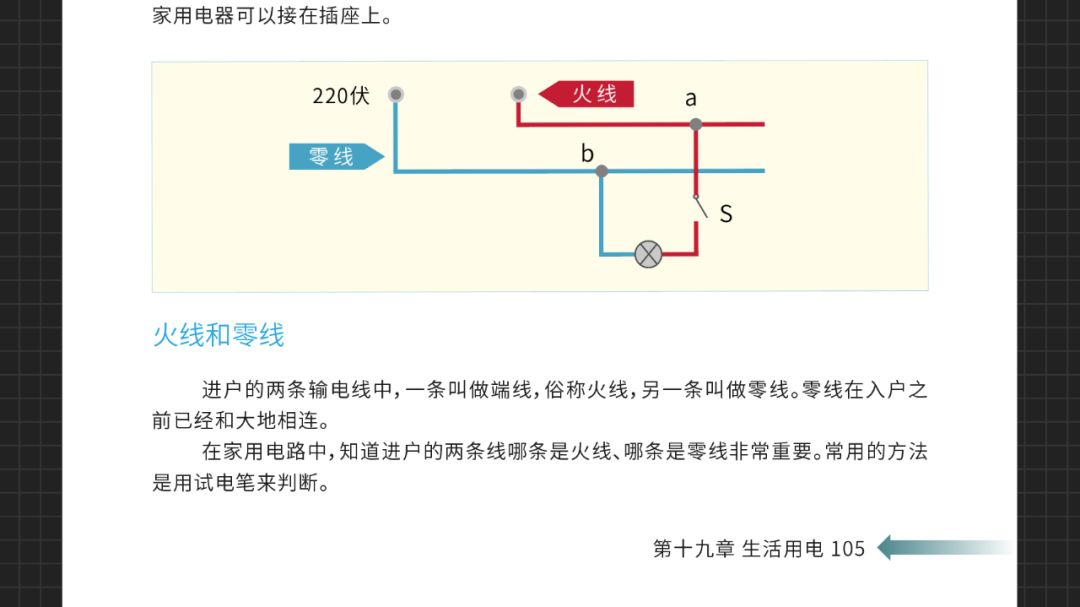 家用电器可以接在插座上。
220伏
火线
a
零线
b
S
火线和零线
进户的两条输电线中，一条叫做端线，俗称火线，另一条叫做零线。零线在入户之
前已经和大地相连。
在家用电路中，知道进户的两条线哪条是火线、哪条是零线非常重要。常用的方法
是用试电笔来判断。
第十九章 生活用电 105